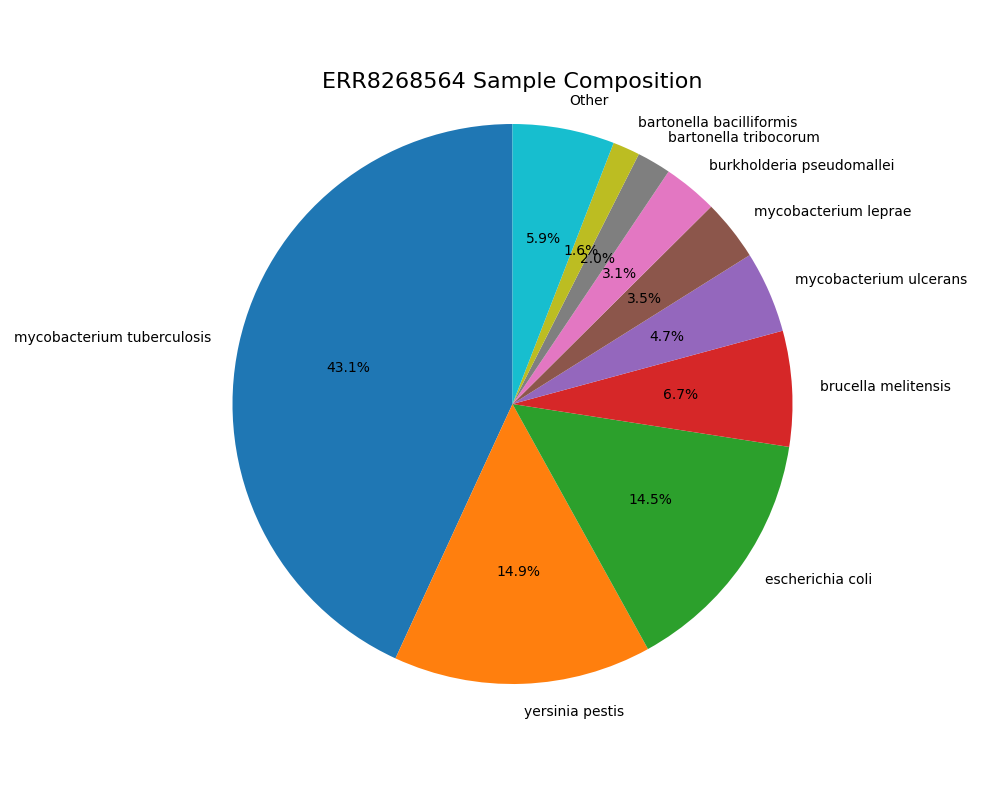 ERR8268564 Sample Composition
Other
bartonella bacilliformis
bartonella tribocorum
burkholderia pseudomallei
mycobacterium leprae
mycobacterium ulcerans
brucella melitensis
escherichia coli
yersinia pestis
mycobacterium tuberculosis
5.9%
1.6%
2.0%
3.1%
3.5%
4.7%
6.7%
14.5%
14.9%
43.1%